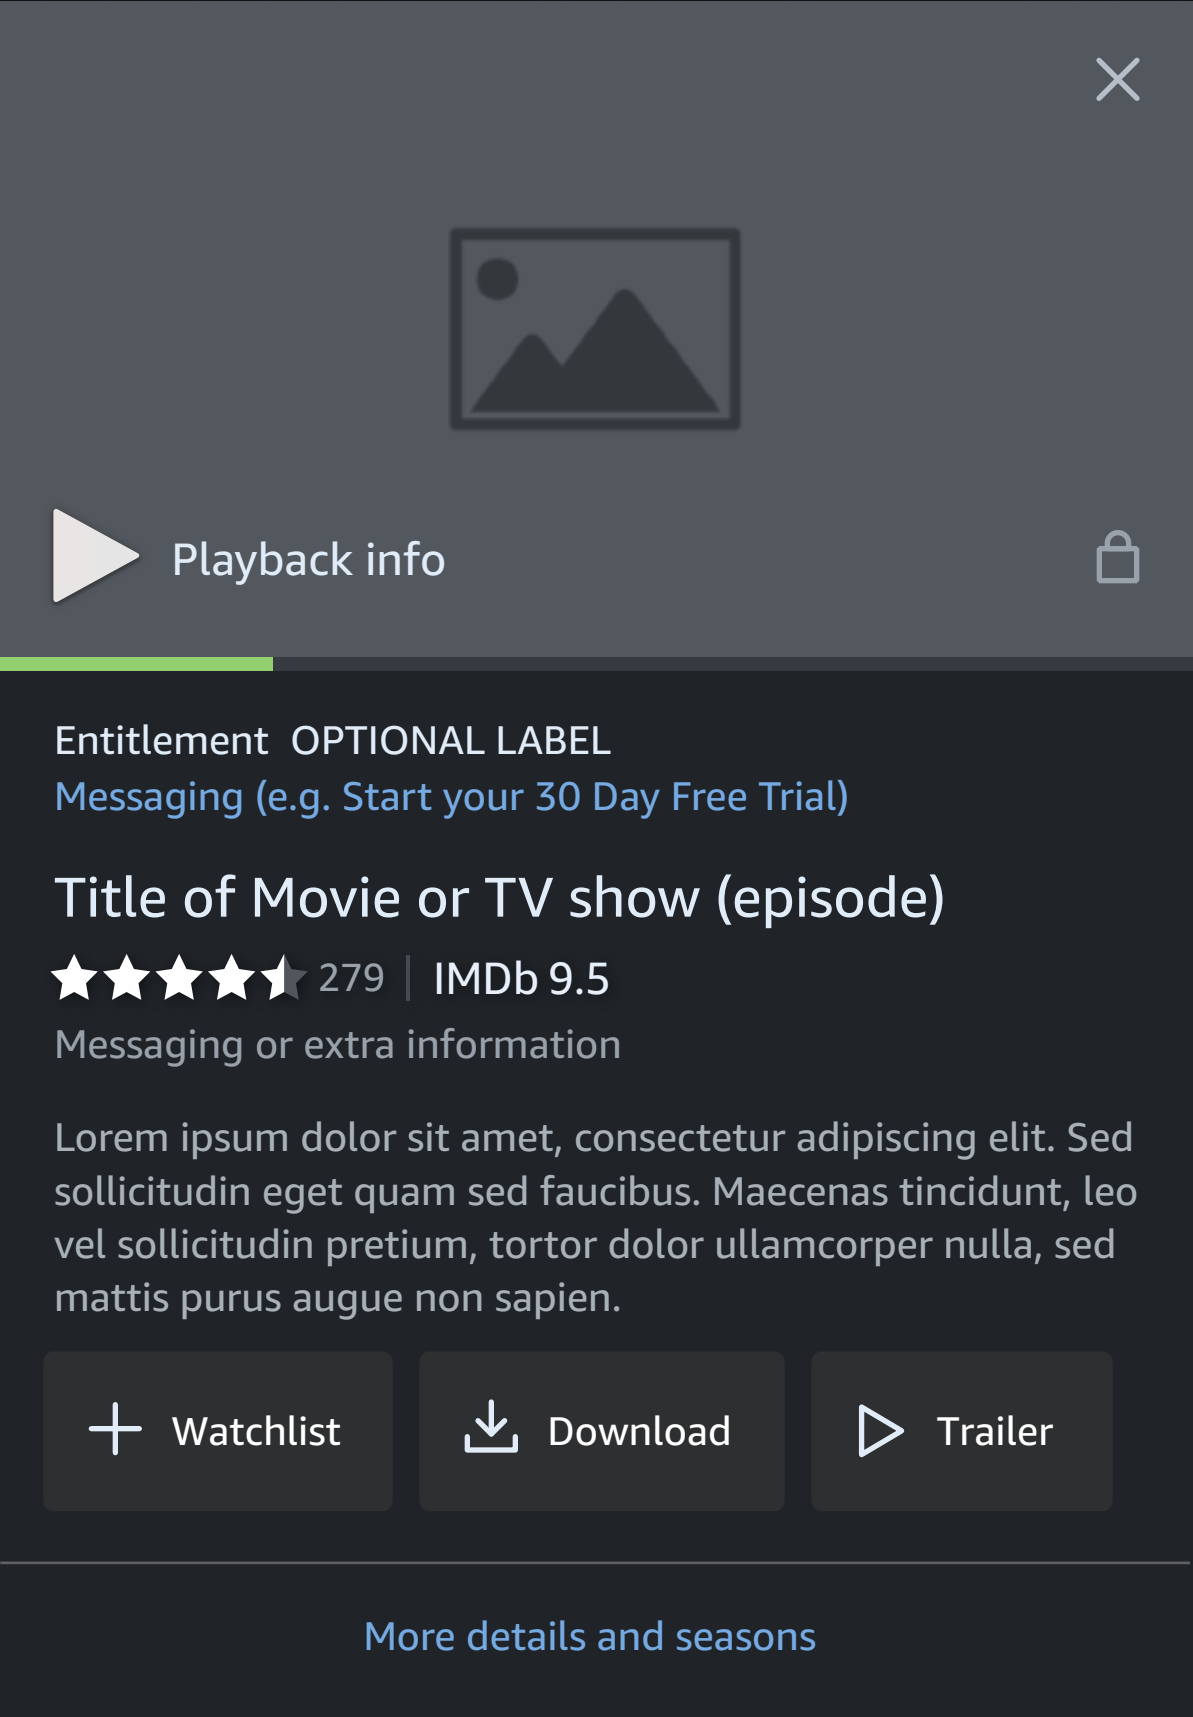 Playback info
Entitlement OPTIONAL LABEL
Messaging (e.g. Start your 30 Day Free Trial)
Title of Movie or TV show (episode)
279 | IMDb 9.5
Messaging or extra information
Lorem ipsum dolor sit amet, consectetur adipiscing elit. Sed
sollicitudin eget quam sed faucibus. Maecenas tincidunt, leo
vel sollicitudin pretium, tortor dolor ullamcorper nulla, sed
mattis purus augue non sapien.
Watchlist Download Trailer
More details and seasons